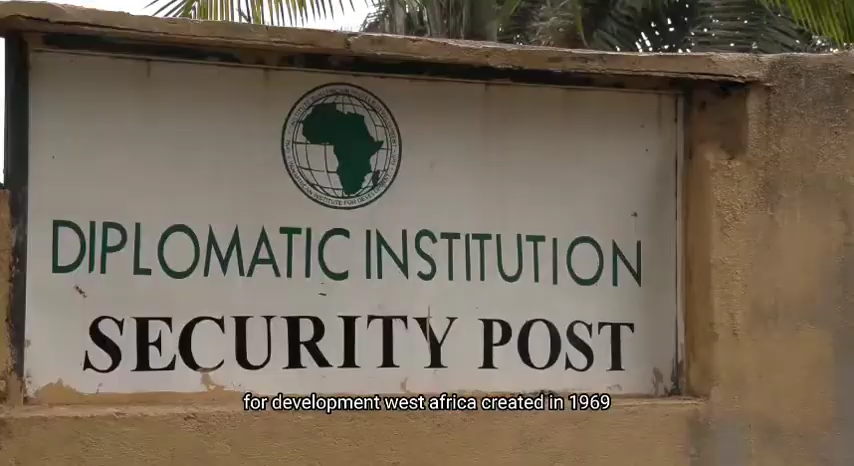 DIPLOMATIC INSTITUTION
SECURITY POST
for development west africa created in 1969